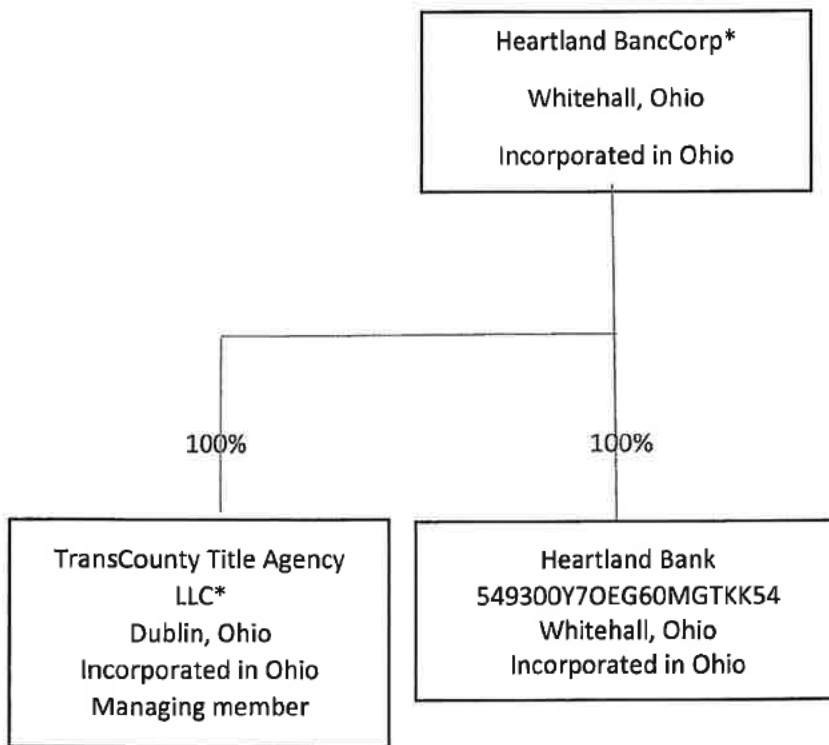 Heartland BancCorp*
Whitehall, Ohio
Incorporated in Ohio
100%
100%
TransCounty Title Agency
LLC*
Dublin, Ohio
Incorporated in Ohio
Managing member
Heartland Bank
549300Y7OEG60MGTKK54
Whitehall, Ohio
Incorporated in Ohio